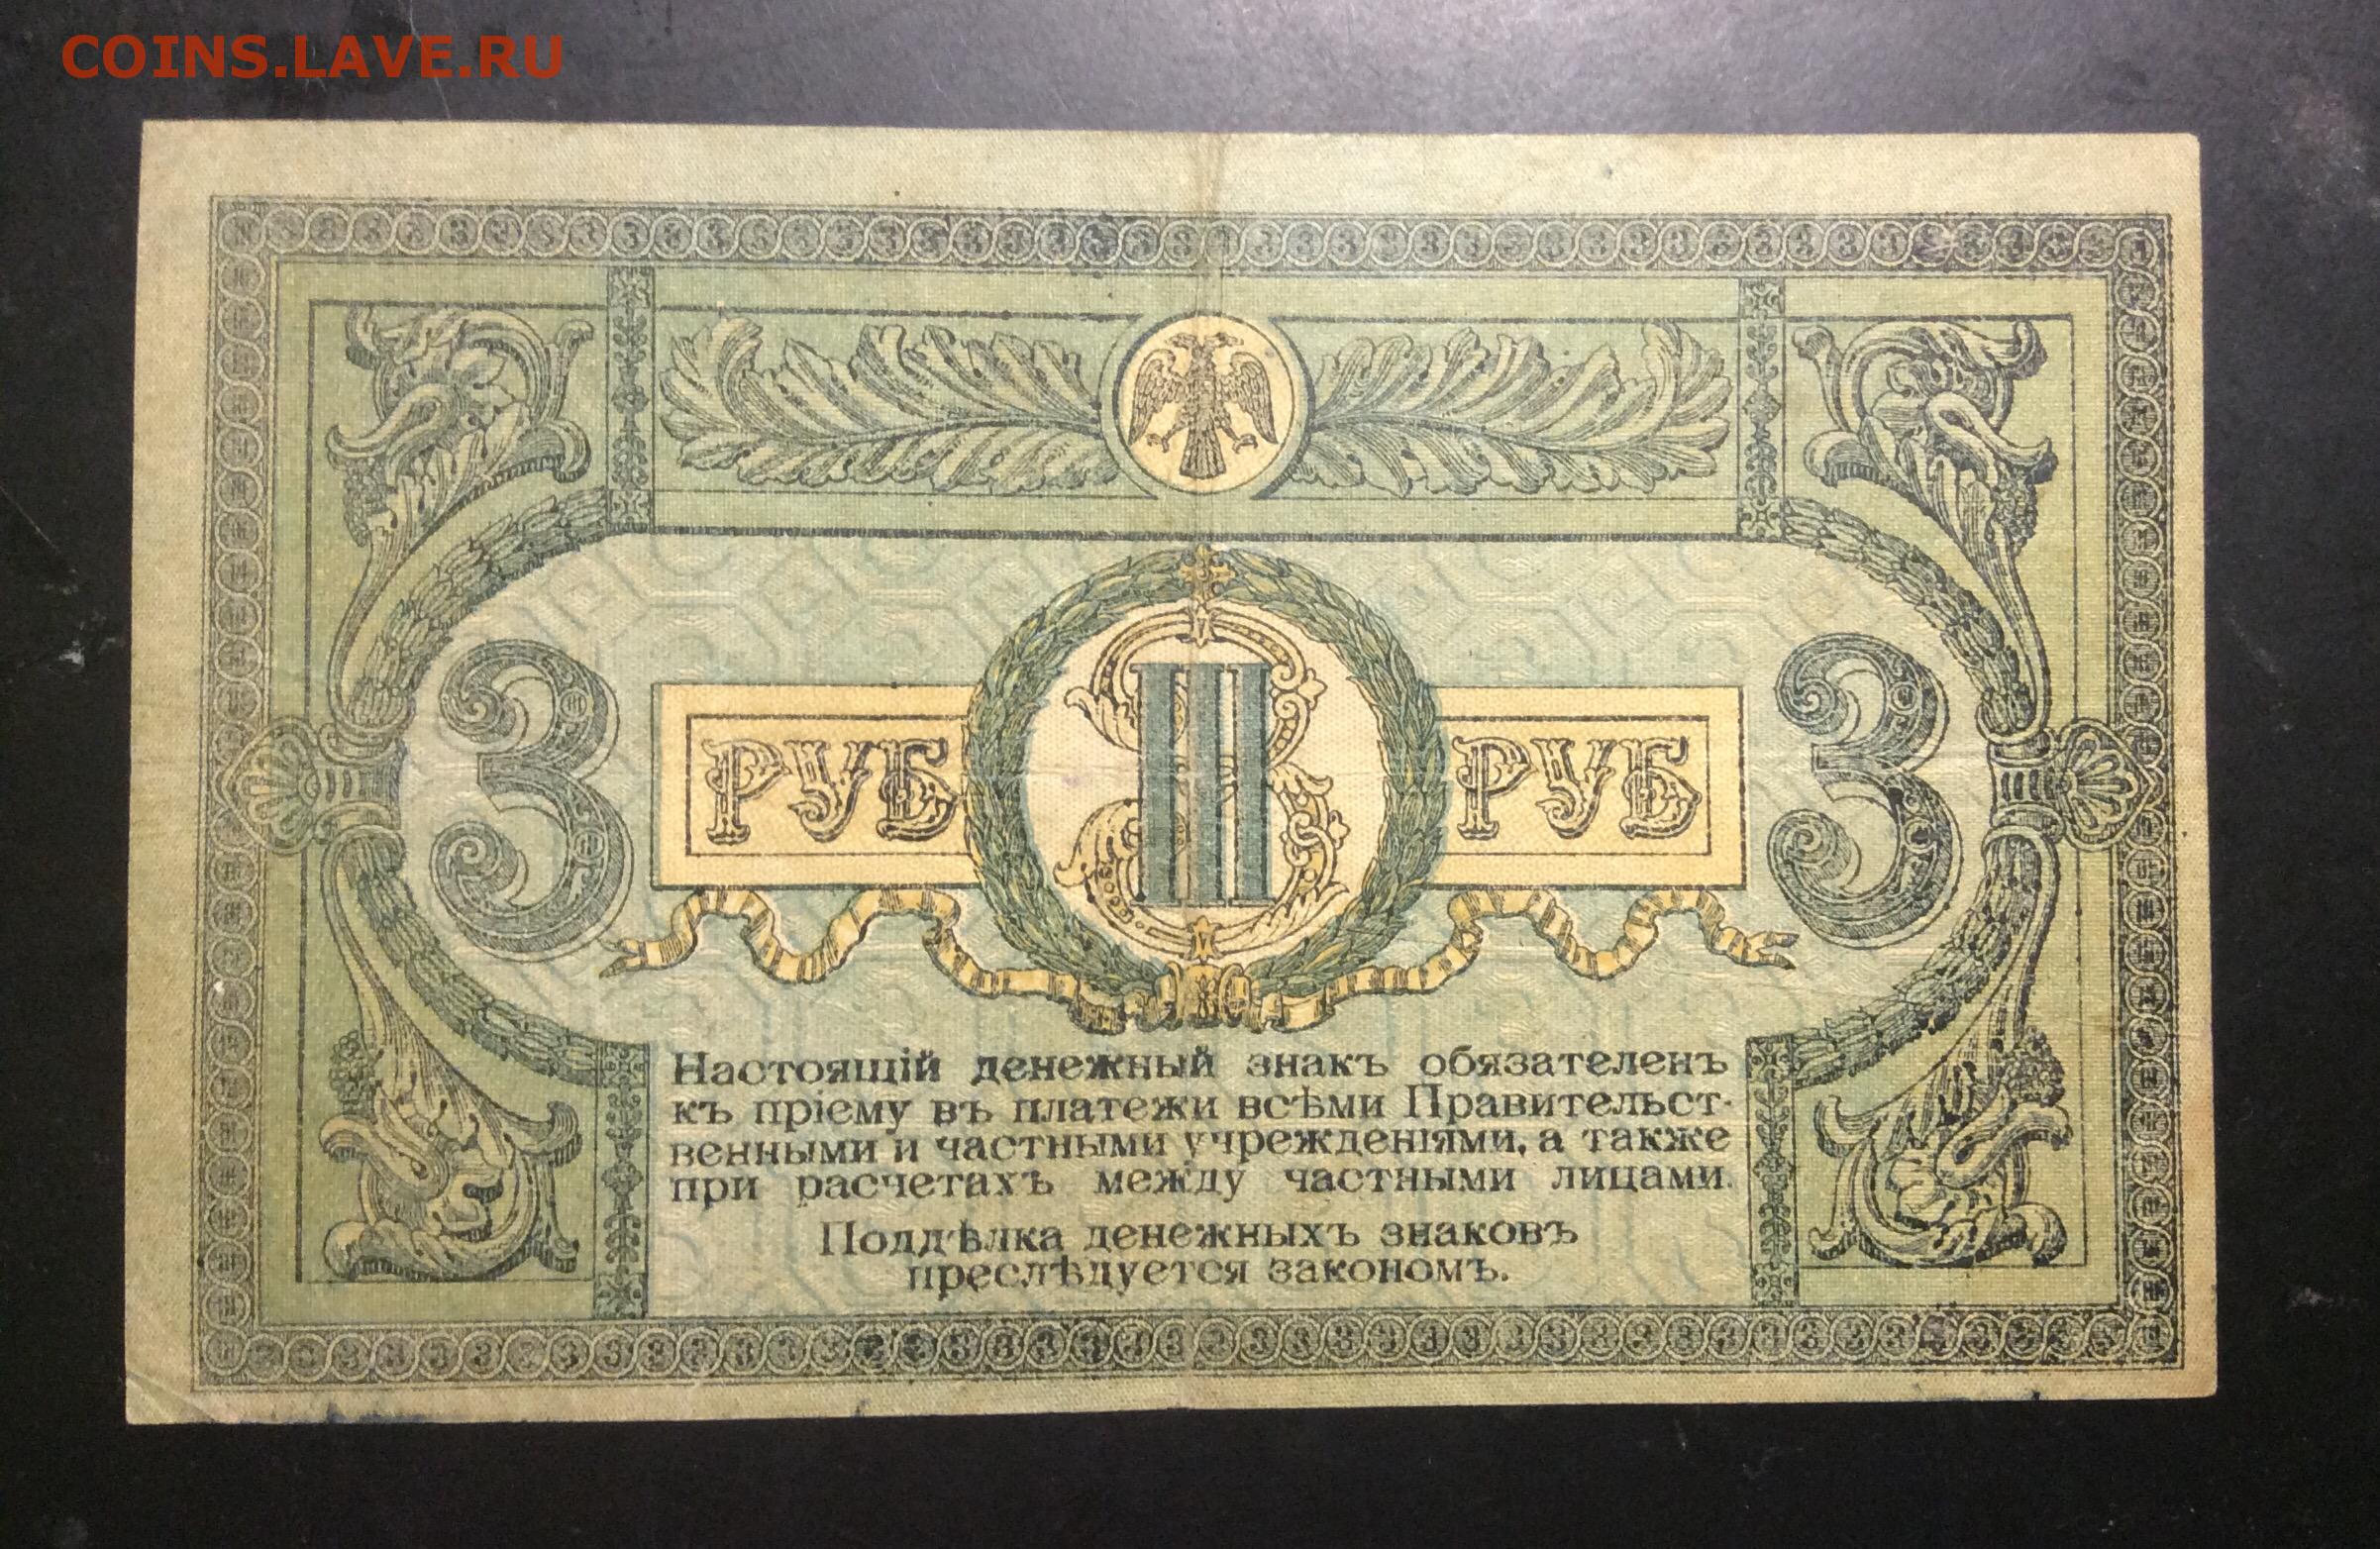 COINS.LAVE.RU
3 РУБ III РУБ 3
Настоящій денежный знакъ обязателенъ
къ пріему въ платежи всѣми Правительст-
венными и частными учрежденіями, а также
при расчетахъ между частными лицами.
Поддѣлка денежныхъ знаковъ
преслѣдуется закономъ.